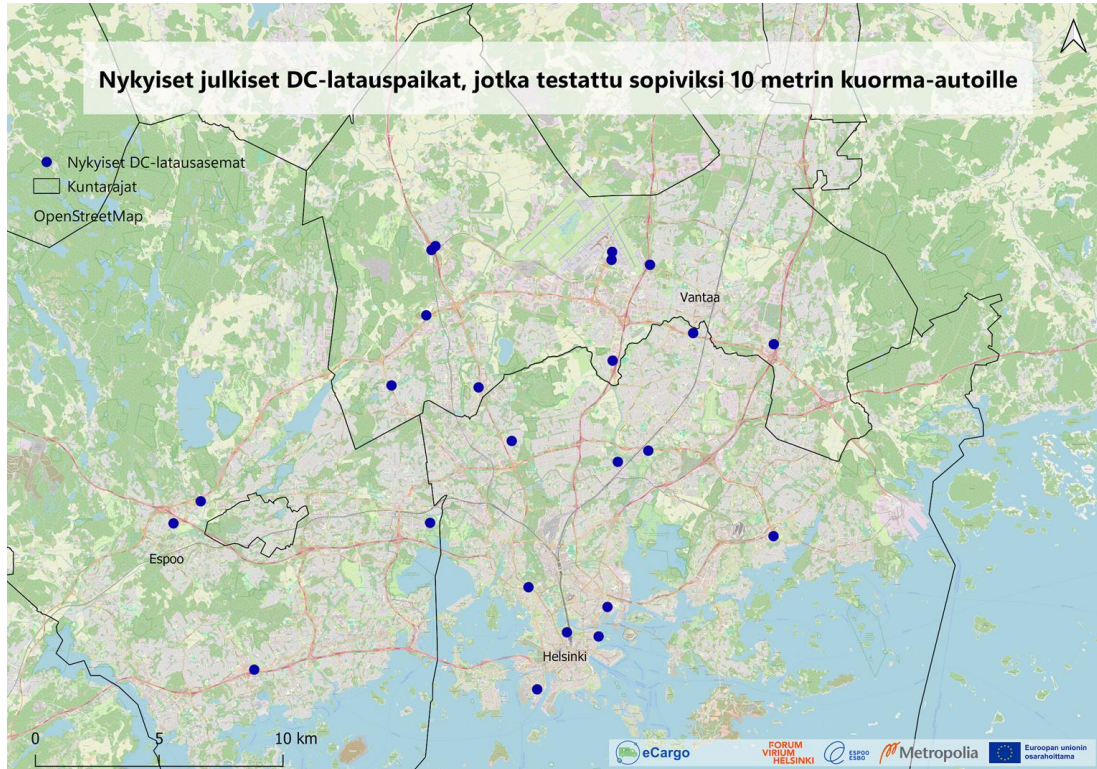 Nykyiset julkiset DC-latauspaikat, jotka testattu sopiviksi 10 metrin kuorma-autoille
Nykyiset DC-latausasemat
Kuntarajat
OpenStreetMap
Vantaa
Espoo
Helsinki
0 5 10 km
eCargo
FORUM
VIRIUM
HELSINKI
ESPOO
ESBO
Metropolia
Euroopan unionin
osarahoittama